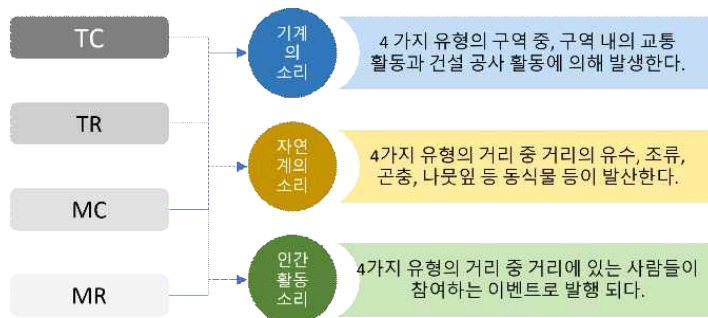 TC
TR
MC
MR
기계
의
소리
4 가지 유형의 구역 중, 구역 내의 교통
활동과 건설 공사 활동에 의해 발생한다.
자연
계의
소리
4가지 유형의 거리 중 거리의 유수, 조류,
곤충, 나뭇잎 등 동식물 등이 발산한다.
인간
활동
소리
4가지 유형의 거리 중 거리에 있는 사람들이
참여하는 이벤트로 발행 되다.